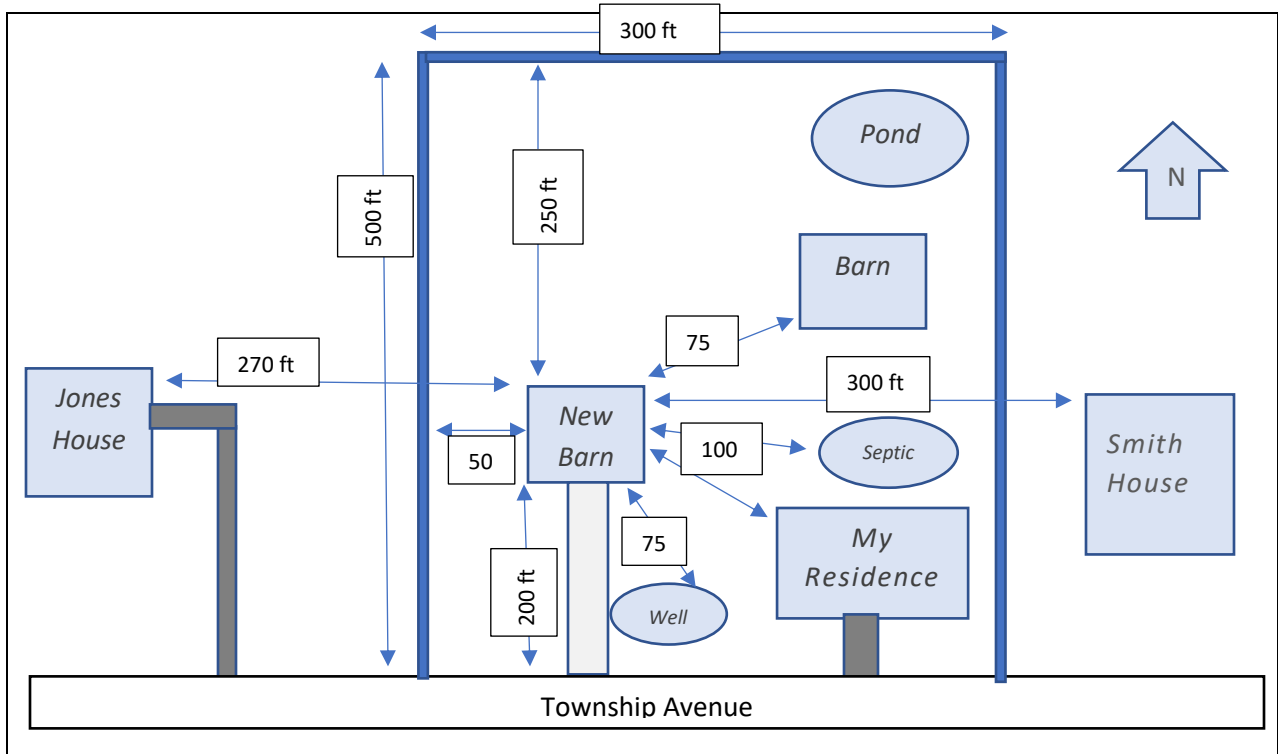 300 ft
Pond
N
500 ft
250 ft
Barn
75
270 ft
300 ft
Jones
House
New
Barn
50
100
Septic
Smith
House
75
My
Residence
200 ft
Well
Township Avenue